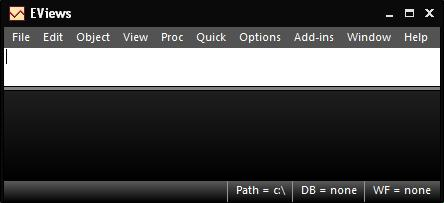 EViews
File Edit Object View Proc Quick Options Add-ins Window Help
Path = c:\ DB = none WF = none